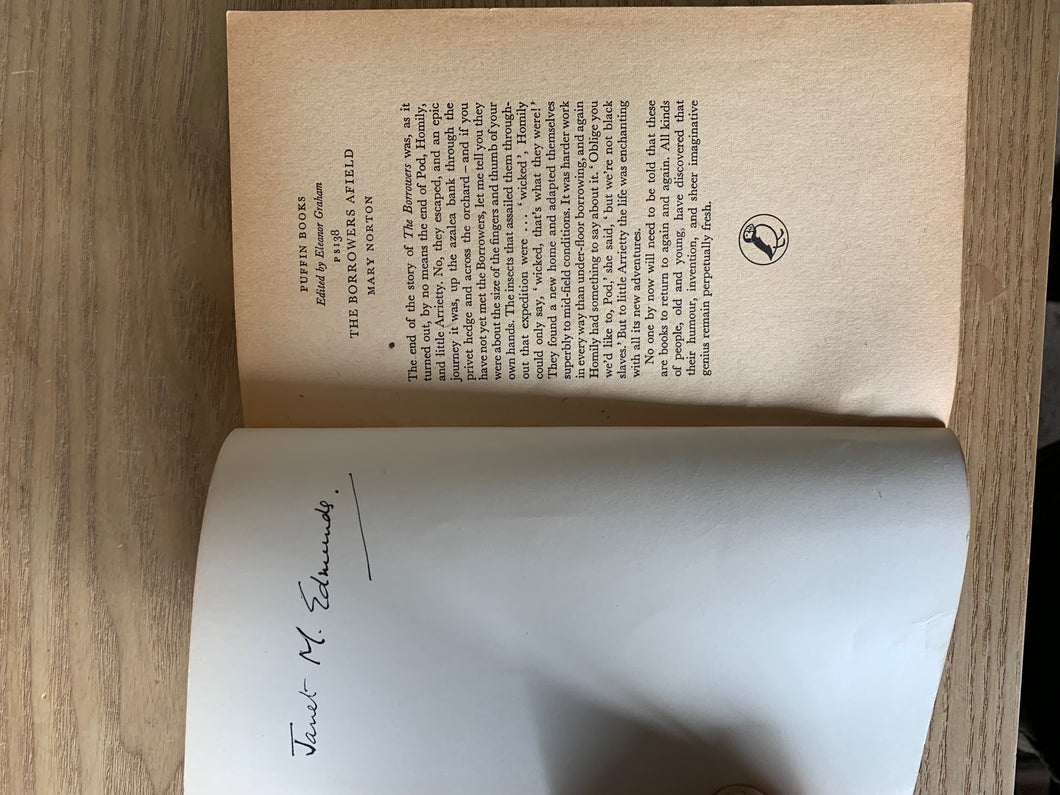 Janet M. Edmunds.
PUFFIN BOOKS
Edited by Eleanor Graham
PS138
THE BORROWERS AFIELD
MARY NORTON
The end of the story of The Borrowers was, as it
turned out, by no means the end of Pod, Homily,
and little Arrietty. No, they escaped, and an epic
journey it was, up the azalea bank through the
privet hedge and across the orchard – and if you
have not yet met the Borrowers, let me tell you they
were about the size of the fingers and thumb of your
own hands. The insects that assailed them through-
out that expedition were ... ‘wicked’, Homily
could only say, ‘wicked, that's what they were!’
They found a new home and adapted themselves
superbly to mid-field conditions. It was harder work
in every way than under-floor borrowing, and again
Homily had something to say about it. ‘Oblige you
we'd like to, Pod,’ she said, ‘but we're not black
slaves.’ But to little Arrietty the life was enchanting
with all its new adventures.
No one by now will need to be told that these
are books to return to again and again. All kinds
of people, old and young, have discovered that
their humour, invention, and sheer imaginative
genius remain perpetually fresh.